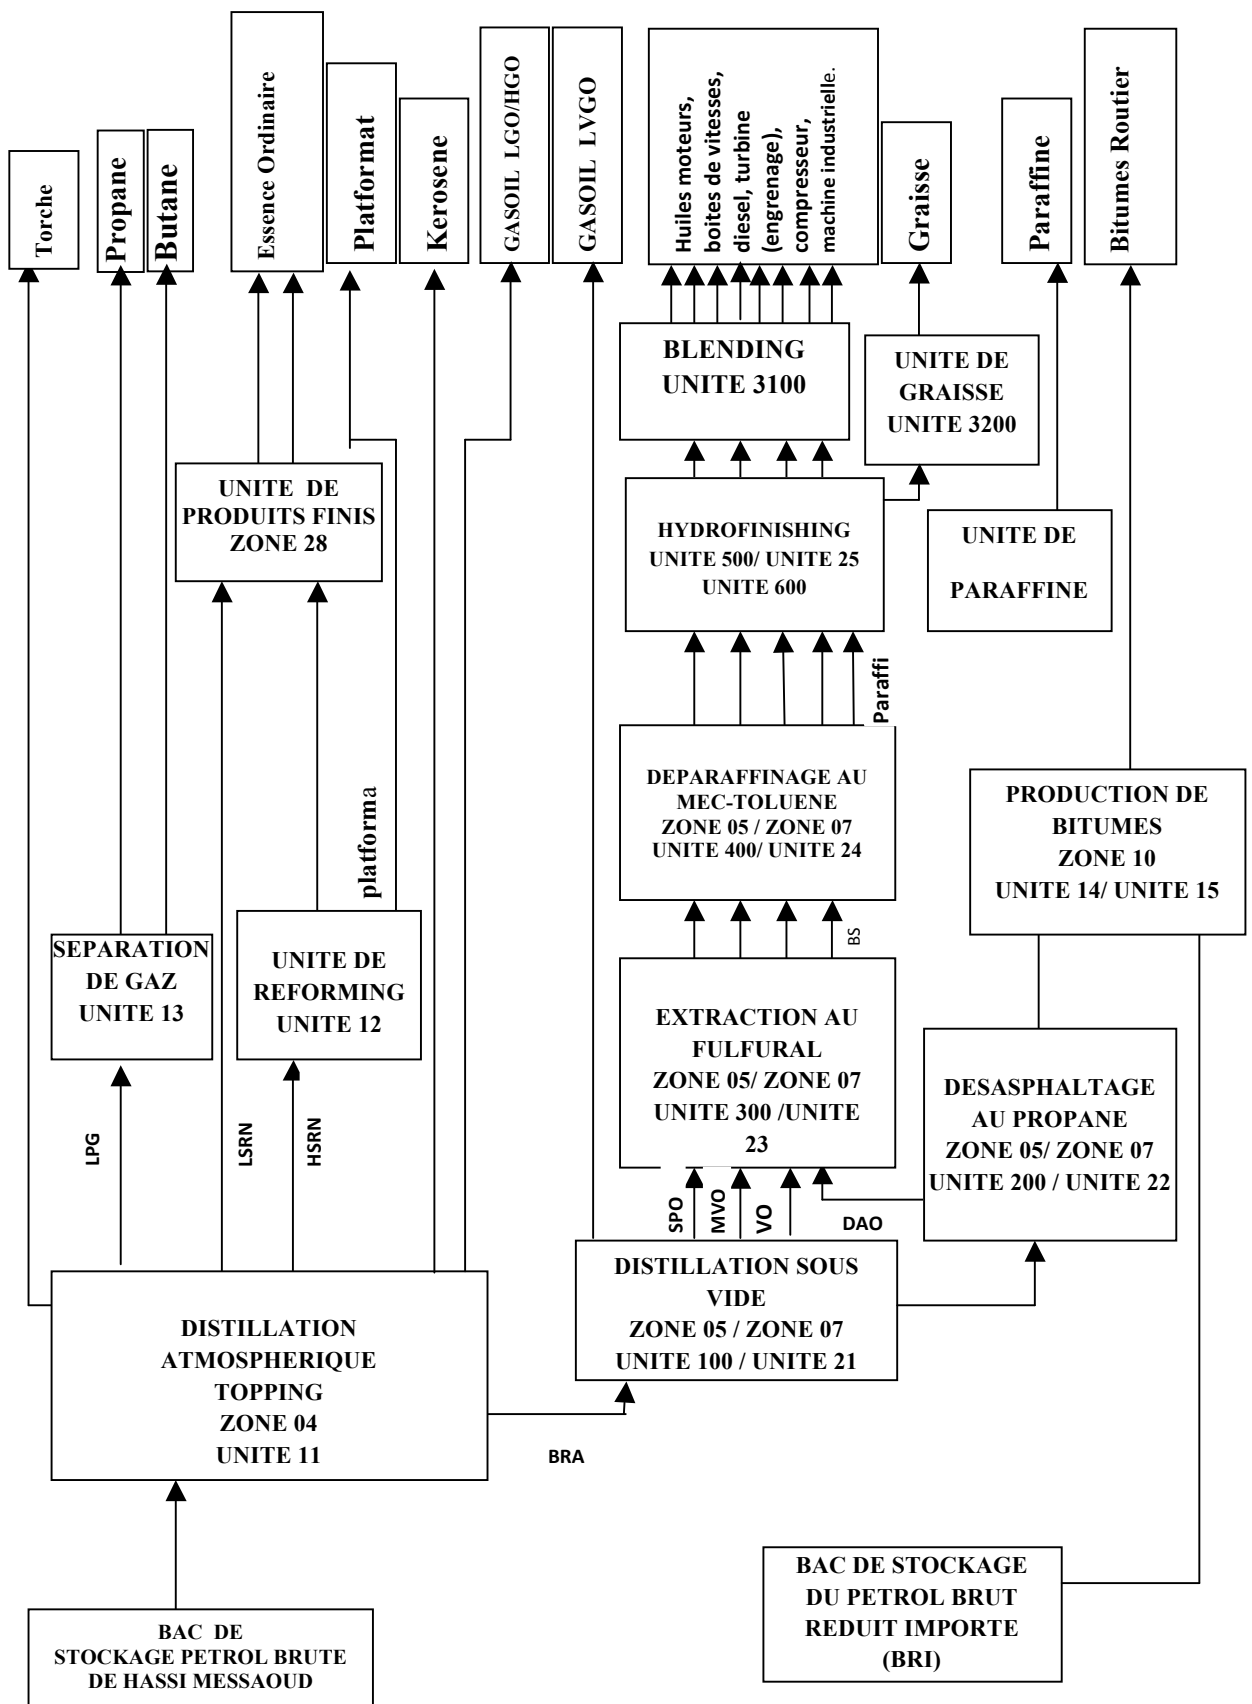 Torche
Propane
Butane
Essence Ordinaire
Platformat
Kerosene
GASOIL LGO/HGO
GASOIL LVGO
Huiles moteurs,
boites de vitesses,
diesel, turbine
(engrenage),
compresseur,
machine industrielle.
Graisse
Paraffine
Bitumes Routier
BLENDING
UNITE 3100
UNITE DE
GRAISSE
UNITE 3200
UNITE DE
PRODUITS FINIS
ZONE 28
HYDROFINISHING
UNITE 500/ UNITE 25
UNITE 600
UNITE DE
PARAFFINE
Paraffi
platforma
DEPARAFFINAGE AU
MEC-TOLUENE
ZONE 05 / ZONE 07
UNITE 400/ UNITE 24
PRODUCTION DE
BITUMES
ZONE 10
UNITE 14/ UNITE 15
BS
SEPARATION
DE GAZ
UNITE 13
UNITE DE
REFORMING
UNITE 12
EXTRACTION AU
FULFURAL
ZONE 05/ ZONE 07
UNITE 300 /UNITE
23
DESASPHALTAGE
AU PROPANE
ZONE 05/ ZONE 07
UNITE 200 / UNITE 22
LPG
LSRN
HSRN
SPO
MVO
VO
DAO
DISTILLATION SOUS
VIDE
ZONE 05 / ZONE 07
UNITE 100 / UNITE 21
DISTILLATION
ATMOSPHERIQUE
TOPPING
ZONE 04
UNITE 11
BRA
BAC DE STOCKAGE
DU PETROL BRUT
REDUIT IMPORTE
(BRI)
BAC DE
STOCKAGE PETROL BRUTE
DE HASSI MESSAOUD